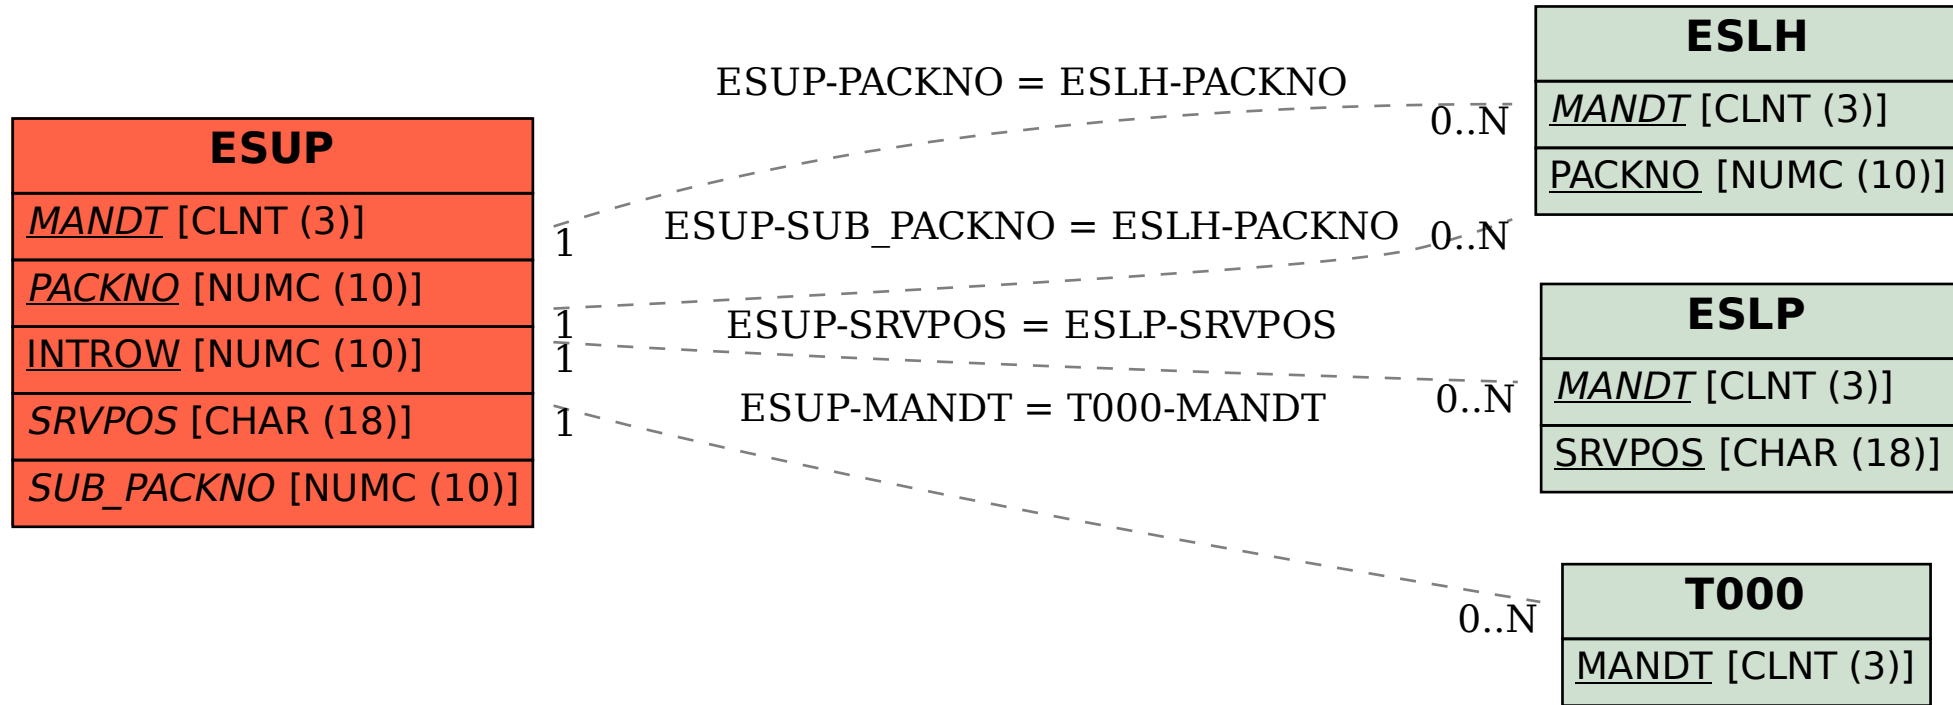 ESUP
MANDT [CLNT (3)]
PACKNO [NUMC (10)]
INTROW [NUMC (10)]
SRVPOS [CHAR (18)]
SUB_PACKNO [NUMC (10)]
ESUP-PACKNO = ESLH-PACKNO
1
0..N
ESUP-SUB_PACKNO = ESLH-PACKNO
1
0..N
ESUP-SRVPOS = ESLP-SRVPOS
1
0..N
ESUP-MANDT = T000-MANDT
1
0..N
ESLH
MANDT [CLNT (3)]
PACKNO [NUMC (10)]
ESLP
MANDT [CLNT (3)]
SRVPOS [CHAR (18)]
T000
MANDT [CLNT (3)]